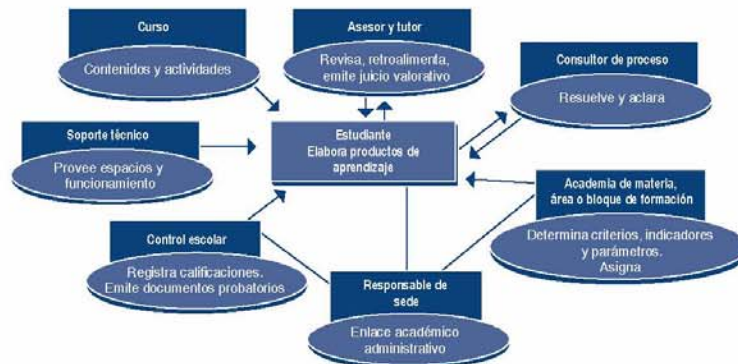 Curso
Contenidos y actividades
Asesor y tutor
Revisa, retroalimenta,
emite juicio valorativo
Consultor de proceso
Resuelve y aclara
Soporte técnico
Provee espacios y
funcionamiento
Estudiante
Elabora productos de
aprendizaje
Academia de materia,
área o bloque de formación
Determina criterios, indicadores
y parámetros.
Asigna
Control escolar
Registra calificaciones.
Emite documentos probatorios
Responsable de
sede
Enlace académico
administrativo